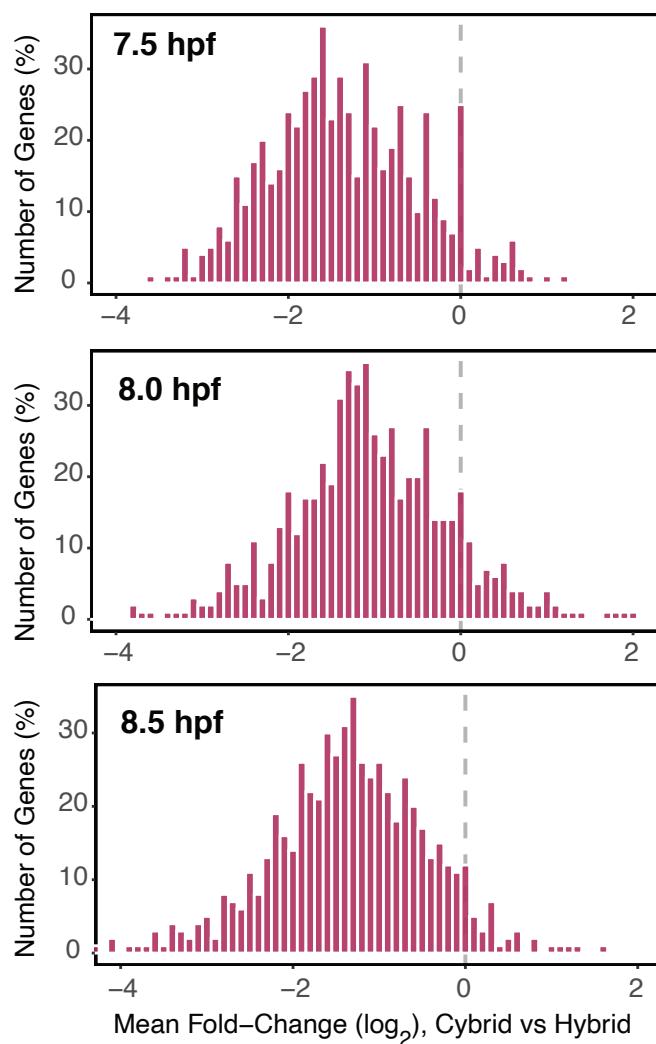 7.5 hpf
Number of Genes (%)
30
20
10
0
−4 −2 0 2
8.0 hpf
Number of Genes (%)
30
20
10
0
−4 −2 0 2
8.5 hpf
Number of Genes (%)
30
20
10
0
−4 −2 0 2
Mean Fold−Change (log₂), Cybrid vs Hybrid